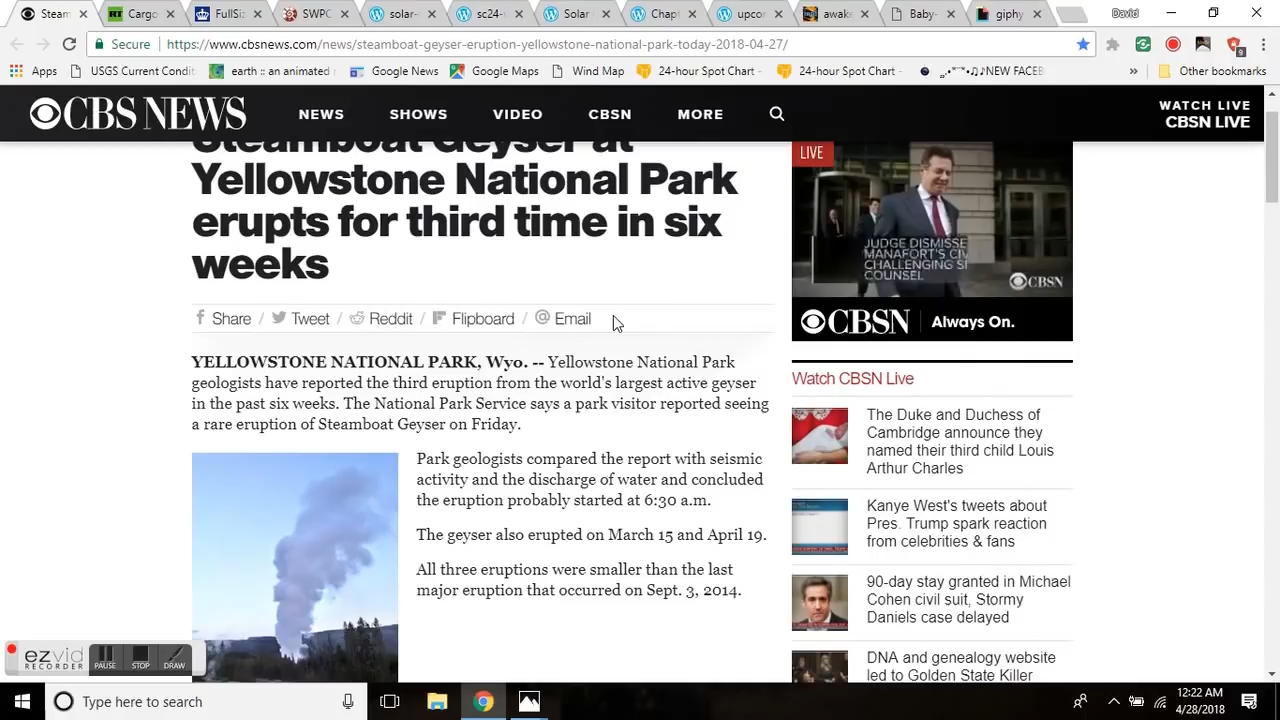 Steam
Cargo
FullSiz
SWPC
solar-
sc24-u
Solar
Chapt
upcor
awake
Baby-
giphy
David
Secure
https://www.cbsnews.com/news/steamboat-geyser-eruption-yellowstone-national-park-today-2018-04-27/
9
Apps
USGS Current Condit
earth :: an animated
Google News
Google Maps
Wind Map
24-hour Spot Chart -
24-hour Spot Chart -
NEW FACEB
»
Other bookmarks
CBS NEWS
NEWS
SHOWS
VIDEO
CBSN
MORE
WATCH LIVE
CBSN LIVE
Steamboat Geyser at
Yellowstone National Park
erupts for third time in six
weeks
Share / Tweet / Reddit / Flipboard / Email
YELLOWSTONE NATIONAL PARK, Wyo. -- Yellowstone National Park
geologists have reported the third eruption from the world's largest active geyser
in the past six weeks. The National Park Service says a park visitor reported seeing
a rare eruption of Steamboat Geyser on Friday.
Park geologists compared the report with seismic
activity and the discharge of water and concluded
the eruption probably started at 6:30 a.m.
The geyser also erupted on March 15 and April 19.
All three eruptions were smaller than the last
major eruption that occurred on Sept. 3, 2014.
LIVE
JUDGE DISMISSE
MANAFORT'S CIV
CHALLENGING S
COUNSEL
CBSN
CBSN
Always On.
Watch CBSN Live
The Duke and Duchess of
Cambridge announce they
named their third child Louis
Arthur Charles
Kanye West's tweets about
Pres. Trump spark reaction
from celebrities & fans
90-day stay granted in Michael
Cohen civil suit, Stormy
Daniels case delayed
DNA and genealogy website
led to Golden State Killer
ezvid
RECORDER
PAUSE
STOP
DRAW
Type here to search
12:22 AM
4/28/2018